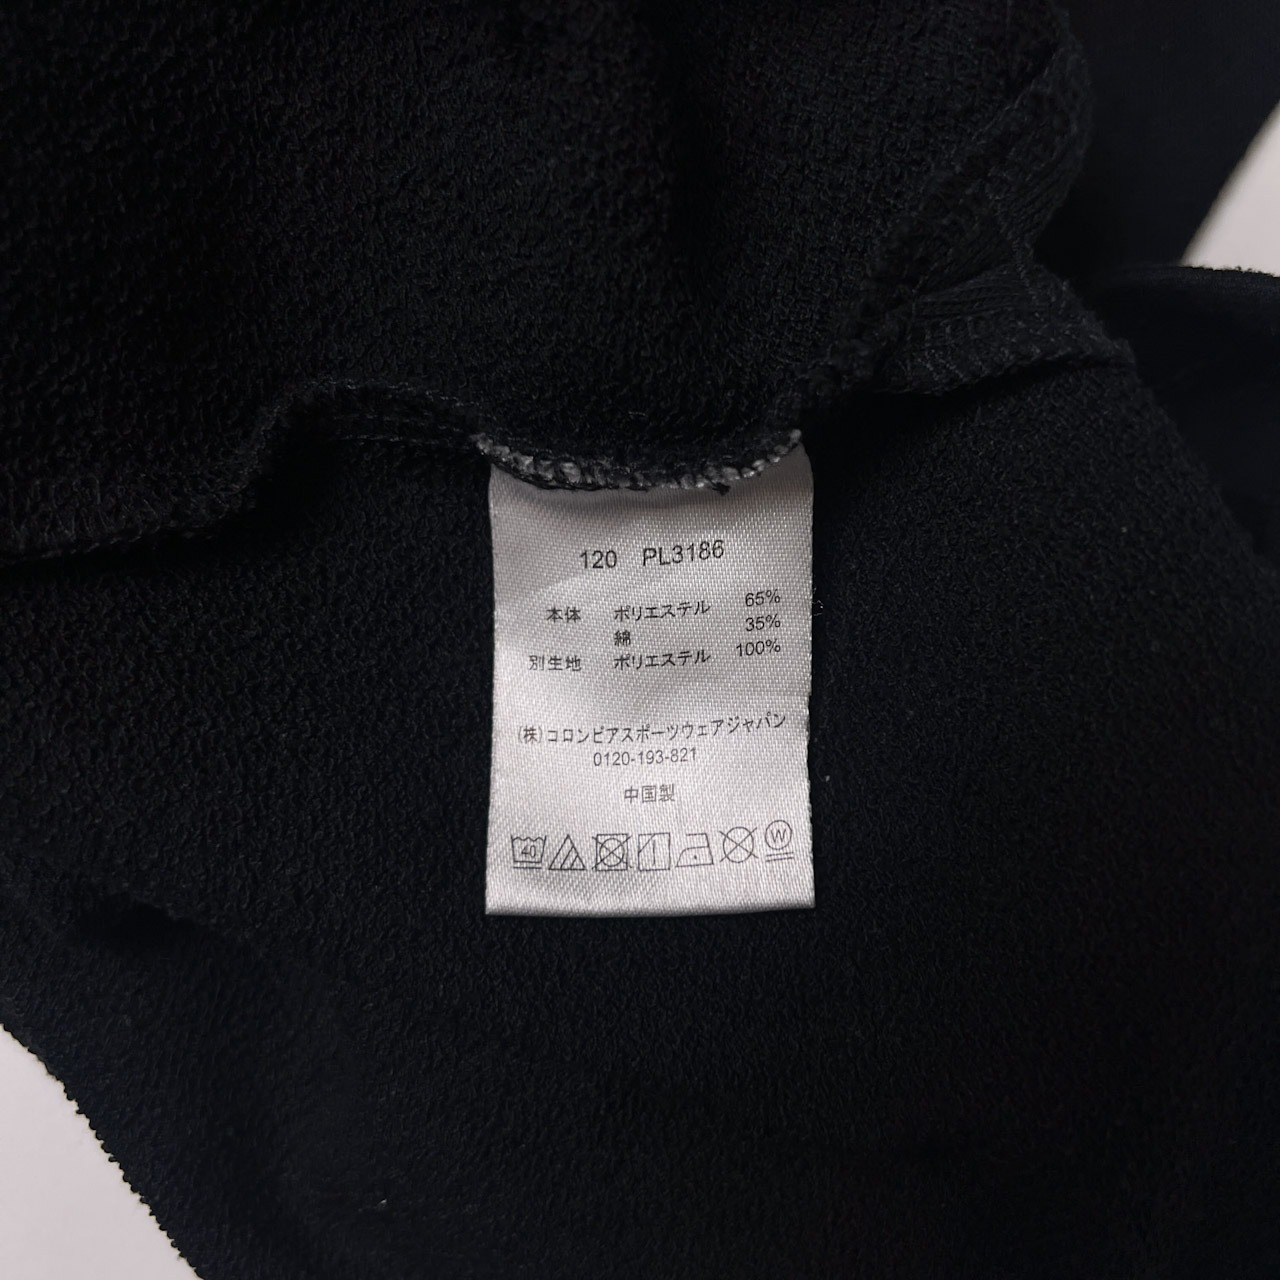 120 PL3186
本体 ポリエステル 65%
綿 35%
別生地 ポリエステル 100%
(株)コロンビアスポーツウェアジャパン
0120-193-821
中国製
40 W